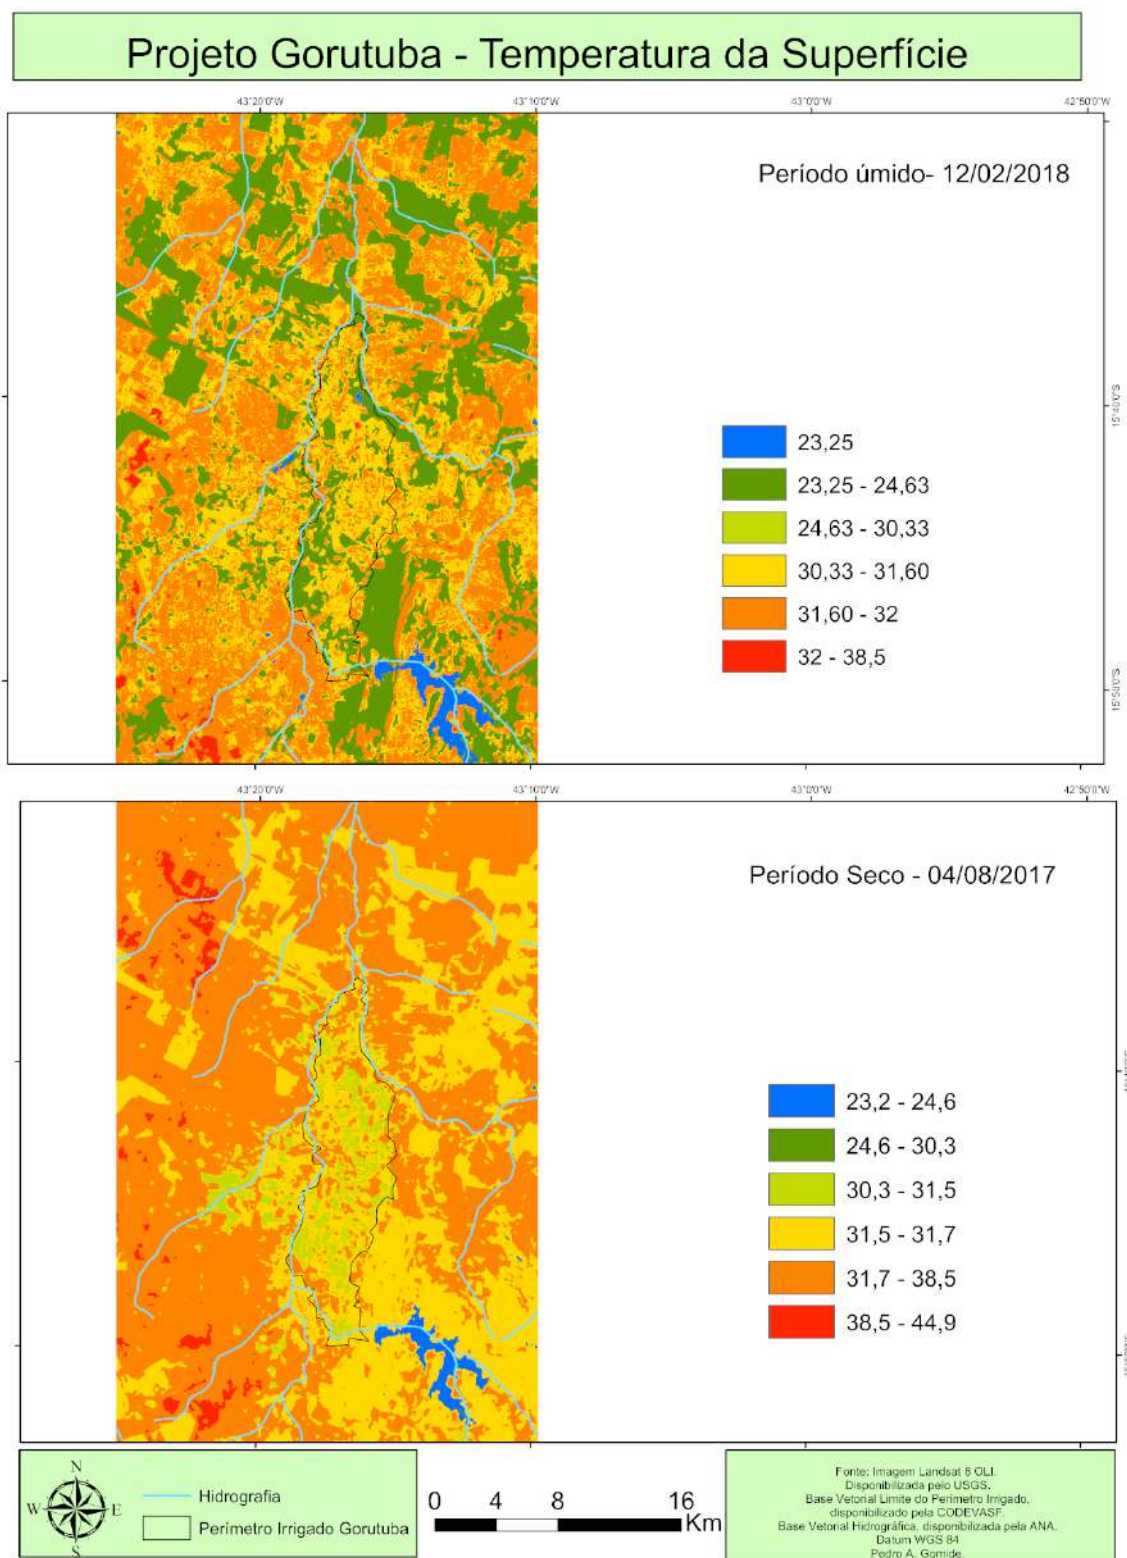 Projeto Gorutuba - Temperatura da Superfície
43°20'0"W 43°10'0"W 43°0'0"W 42°50'0"W
Período úmido- 12/02/2018
15°40'0"S
23,25
23,25 - 24,63
24,63 - 30,33
30,33 - 31,60
31,60 - 32
32 - 38,5
15°50'0"S
43°20'0"W 43°10'0"W 43°0'0"W 42°50'0"W
Período Seco - 04/08/2017
23,2 - 24,6
24,6 - 30,3
30,3 - 31,5
31,5 - 31,7
31,7 - 38,5
38,5 - 44,9
N
W E
S
Hidrografia
Perímetro Irrigado Gorutuba
0 4 8 16
Km
Fonte: Imagem Landsat 8 OLI.
Disponibilizada pelo USGS.
Base Vetorial Limite do Perímetro Irrigado,
disponibilizado pela CODEVASF.
Base Vetorial Hidrográfica, disponibilizada pela ANA.
Datum WGS 84
Pedro A. Gomide.